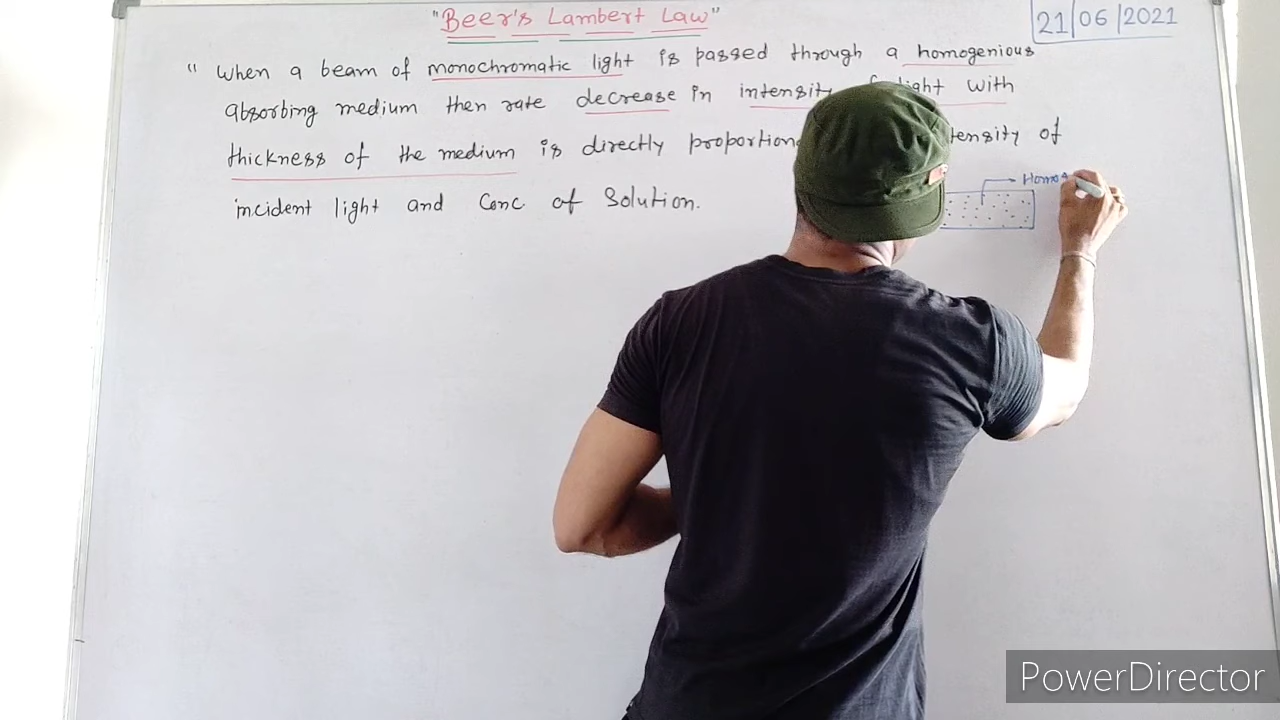 "Beer's Lambert Law"
21/06/2021
" When a beam of monochromatic light is passed through a homogenious
absorbing medium then rate decrease in intensity light with
thickness of the medium is directly of
incident light and Conc of Solution.
PowerDirector